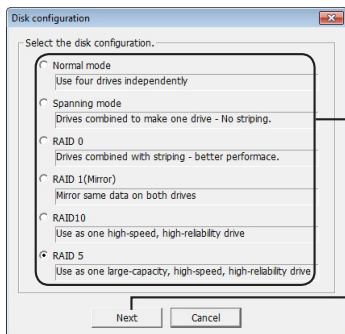 Disk configuration
Select the disk configuration.
Normal mode
Use four drives independently
Spanning mode
Drives combined to make one drive - No striping.
RAID 0
Drives combined with striping - better performace.
RAID 1(Mirror)
Mirror same data on both drives
RAID10
Use as one high-speed, high-reliability drive
RAID 5
Use as one large-capacity, high-speed, high-reliability drive
Next
Cancel